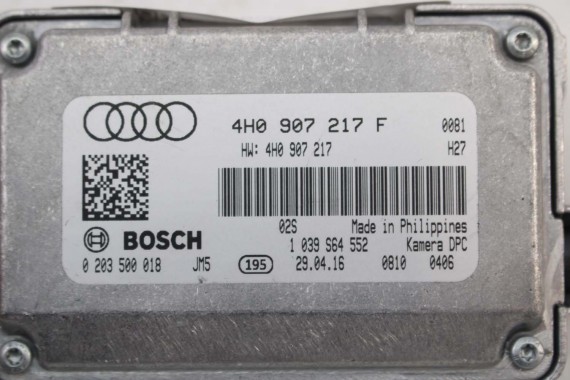 4H0 907 217 F 0081
HW: 4H0 907 217 H27
02S Made in Philippines
BOSCH 1 039 964 552 Kamera DPC
0 203 500 018 JM5 195 29.04.16 0810 0406